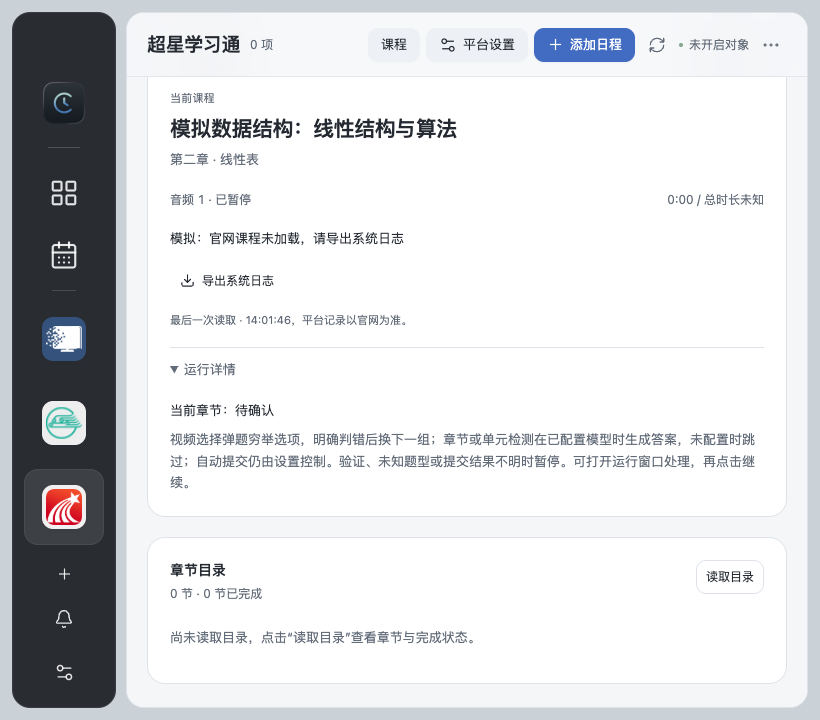 超星学习通
0 项
课程
平台设置
添加日程
未开启对象
当前课程
模拟数据结构：线性结构与算法
第二章 · 线性表
音频 1 · 已暂停
0:00 / 总时长未知
模拟：官网课程未加载，请导出系统日志
导出系统日志
最后一次读取 · 14:01:46，平台记录以官网为准。
运行详情
当前章节：待确认
视频选择弹题穷举选项，明确判错后换下一组；章节或单元检测在已配置模型时生成答案，未配置时跳
过；自动提交仍由设置控制。验证、未知题型或提交结果不明时暂停。可打开运行窗口处理，再点击继
续。
章节目录
0 节 · 0 节已完成
读取目录
尚未读取目录，点击“读取目录”查看章节与完成状态。